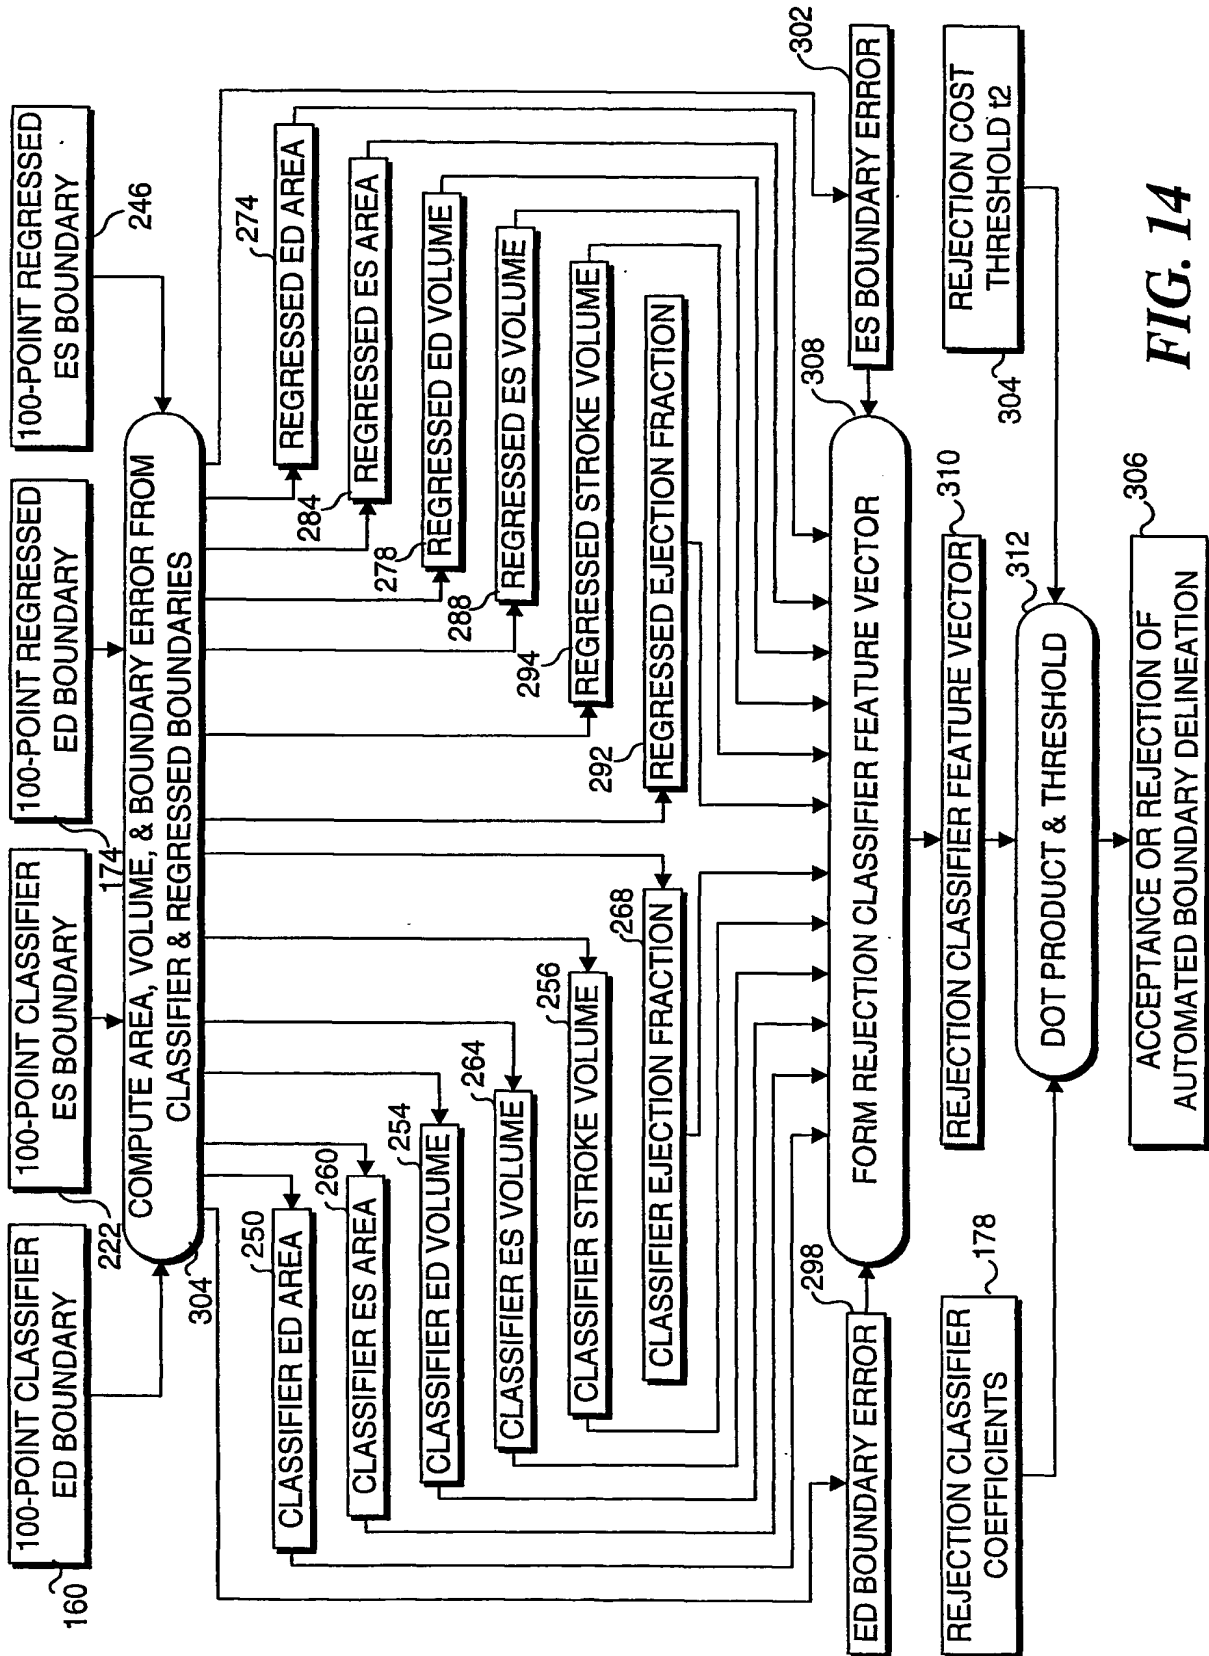 100-POINT CLASSIFIER
ED BOUNDARY
160
100-POINT CLASSIFIER
ES BOUNDARY
222
100-POINT REGRESSED
ED BOUNDARY
174
100-POINT REGRESSED
ES BOUNDARY
246
COMPUTE AREA, VOLUME, & BOUNDARY ERROR FROM
CLASSIFIER & REGRESSED BOUNDARIES
304
250
CLASSIFIER ED AREA
260
CLASSIFIER ES AREA
254
CLASSIFIER ED VOLUME
264
CLASSIFIER ES VOLUME
256
CLASSIFIER STROKE VOLUME
268
CLASSIFIER EJECTION FRACTION
274
REGRESSED ED AREA
284
REGRESSED ES AREA
278
REGRESSED ED VOLUME
288
REGRESSED ES VOLUME
294
REGRESSED STROKE VOLUME
292
REGRESSED EJECTION FRACTION
298
ED BOUNDARY ERROR
308
FORM REJECTION CLASSIFIER FEATURE VECTOR
302
ES BOUNDARY ERROR
178
REJECTION CLASSIFIER
COEFFICIENTS
310
REJECTION CLASSIFIER FEATURE VECTOR
REJECTION COST
THRESHOLD t2
304
312
DOT PRODUCT & THRESHOLD
306
ACCEPTANCE OR REJECTION OF
AUTOMATED BOUNDARY DELINEATION
FIG. 14